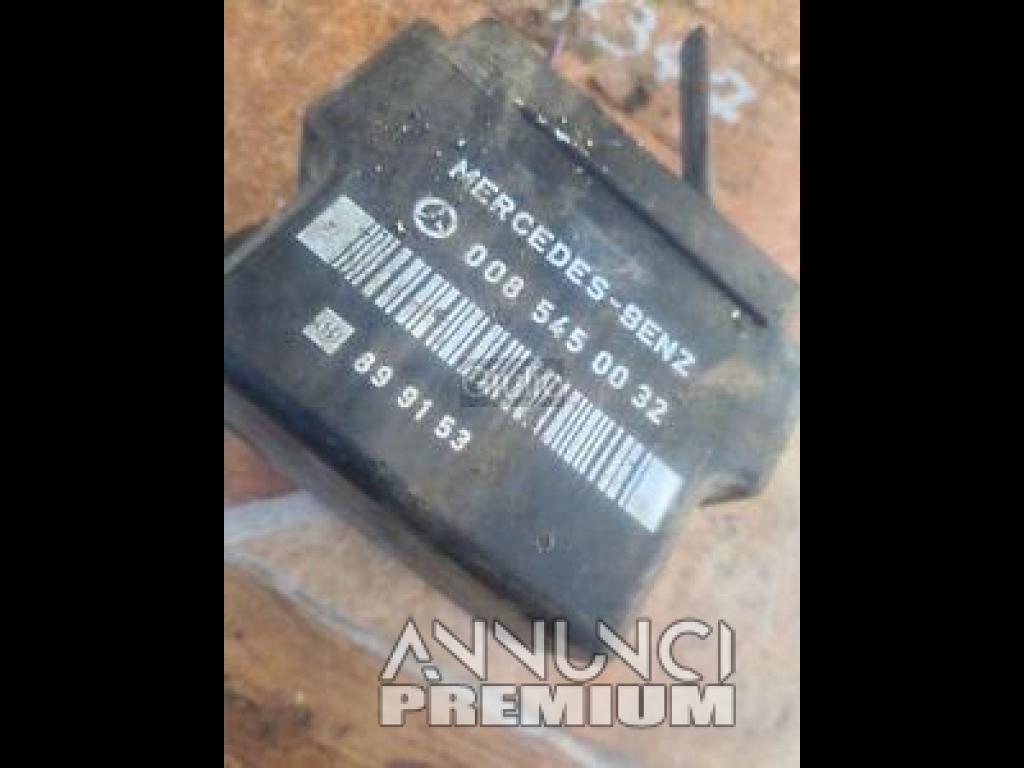 MERCEDES-BENZ
008 545 00 32
89 91 53
ANNUNCI
PREMIUM